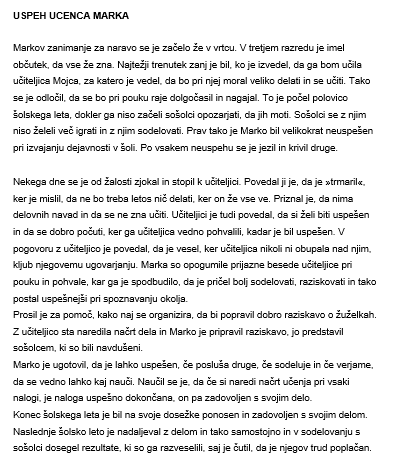 USPEH UCENCA MARKA
Markov zanimanje za naravo se je začelo že v vrtcu. V tretjem razredu je imel
občutek, da vse že zna. Najtežji trenutek zanj je bil, ko je izvedel, da ga bom učila
učiteljica Mojca, za katero je vedel, da bo pri njej moral veliko delati in se učiti. Tako
se je odločil, da se bo pri pouku raje dolgočasil in nagajal. To je počel polovico
šolskega leta, dokler ga niso začeli sošolci opozarjati, da jih moti. Sošolci se z njim
niso želeli več igrati in z njim sodelovati. Prav tako je Marko bil velikokrat neuspešen
pri izvajanju dejavnosti v šoli. Po vsakem neuspehu se je jezil in krivil druge.
Nekega dne se je od žalosti zjokal in stopil k učiteljici. Povedal ji je, da je »trmaril«,
ker je mislil, da ne bo treba letos nič delati, ker on že vse ve. Priznal je, da nima
delovnih navad in da se ne zna učiti. Učiteljici je tudi povedal, da si želi biti uspešen
in da se dobro počuti, ker ga učiteljica vedno pohvalili, kadar je bil uspešen. V
pogovoru z učiteljico je povedal, da je vesel, ker učiteljica nikoli ni obupala nad njim,
kljub njegovemu ugovarjanju. Marka so opogumile prijazne besede učiteljice pri
pouku in pohvale, kar ga je spodbudilo, da je pričel bolj sodelovati, raziskovati in tako
postal uspešnejši pri spoznavanju okolja.
Prosil je za pomoč, kako naj se organizira, da bi popravil dobro raziskavo o žuželkah.
Z učiteljico sta naredila načrt dela in Marko je pripravil raziskavo, jo predstavil
sošolcem, ki so bili navdušeni.
Marko je ugotovil, da je lahko uspešen, če posluša druge, če sodeluje in če verjame,
da se vedno lahko kaj nauči. Naučil se je, da če si naredi načrt učenja pri vsaki
nalogi, je naloga uspešno dokončana, on pa zadovoljen s svojim delo.
Konec šolskega leta je bil na svoje dosežke ponosen in zadovoljen s svojim delom.
Naslednje šolsko leto je nadaljeval z delom in tako samostojno in v sodelovanju s
sošolci dosegel rezultate, ki so ga razveselili, saj je čutil, da je njegov trud poplačan.